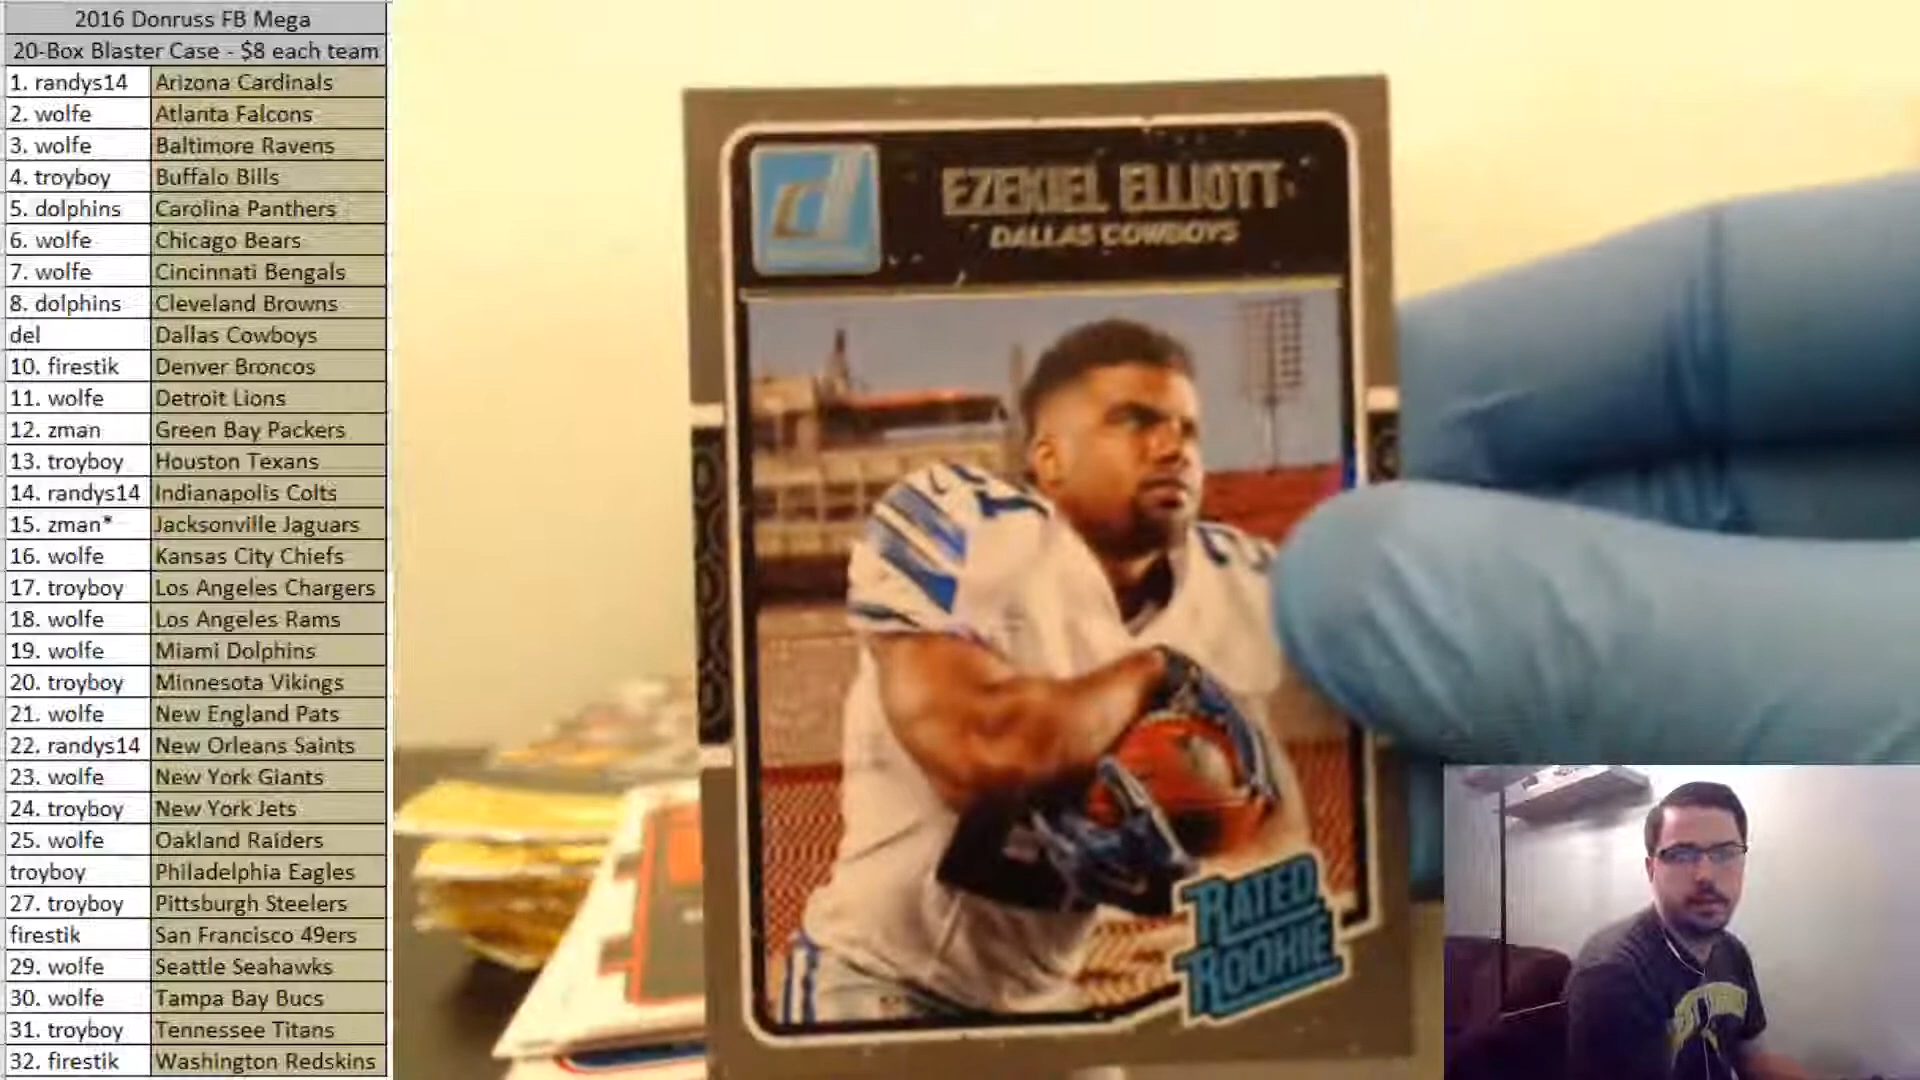 2016 Donruss FB Mega
20-Box Blaster Case - $8 each team
1. randys14 Arizona Cardinals
2. wolfe Atlanta Falcons
3. wolfe Baltimore Ravens
4. troyboy Buffalo Bills
5. dolphins Carolina Panthers
6. wolfe Chicago Bears
7. wolfe Cincinnati Bengals
8. dolphins Cleveland Browns
del Dallas Cowboys
10. firestik Denver Broncos
11. wolfe Detroit Lions
12. zman Green Bay Packers
13. troyboy Houston Texans
14. randys14 Indianapolis Colts
15. zman* Jacksonville Jaguars
16. wolfe Kansas City Chiefs
17. troyboy Los Angeles Chargers
18. wolfe Los Angeles Rams
19. wolfe Miami Dolphins
20. troyboy Minnesota Vikings
21. wolfe New England Pats
22. randys14 New Orleans Saints
23. wolfe New York Giants
24. troyboy New York Jets
25. wolfe Oakland Raiders
troyboy Philadelphia Eagles
27. troyboy Pittsburgh Steelers
firestik San Francisco 49ers
29. wolfe Seattle Seahawks
30. wolfe Tampa Bay Bucs
31. troyboy Tennessee Titans
32. firestik Washington Redskins
d
EZEKIEL ELLIOTT
DALLAS COWBOYS
RATED
ROOKIE